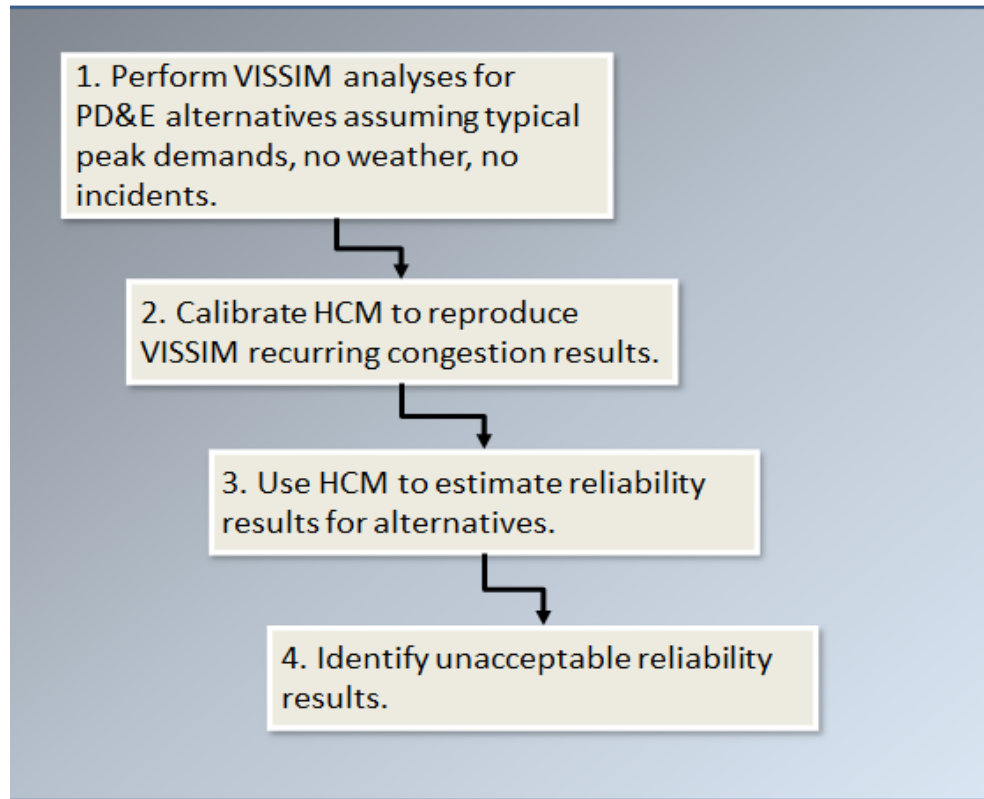 1. Perform VISSIM analyses for
PD&E alternatives assuming typical
peak demands, no weather, no
incidents.
2. Calibrate HCM to reproduce
VISSIM recurring congestion results.
3. Use HCM to estimate reliability
results for alternatives.
4. Identify unacceptable reliability
results.